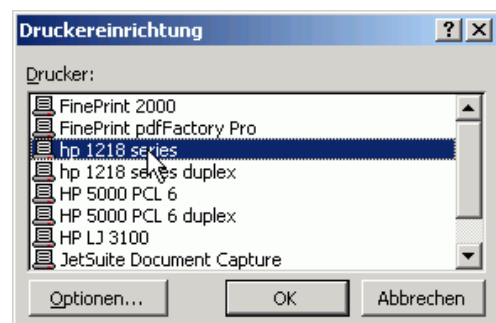 Druckereinrichtung
Drucker:
FinePrint 2000
FinePrint pdfFactory Pro
hp 1218 series
hp 1218 series duplex
HP 5000 PCL 6
HP 5000 PCL 6 duplex
HP LJ 3100
JetSuite Document Capture
Optionen... OK Abbrechen